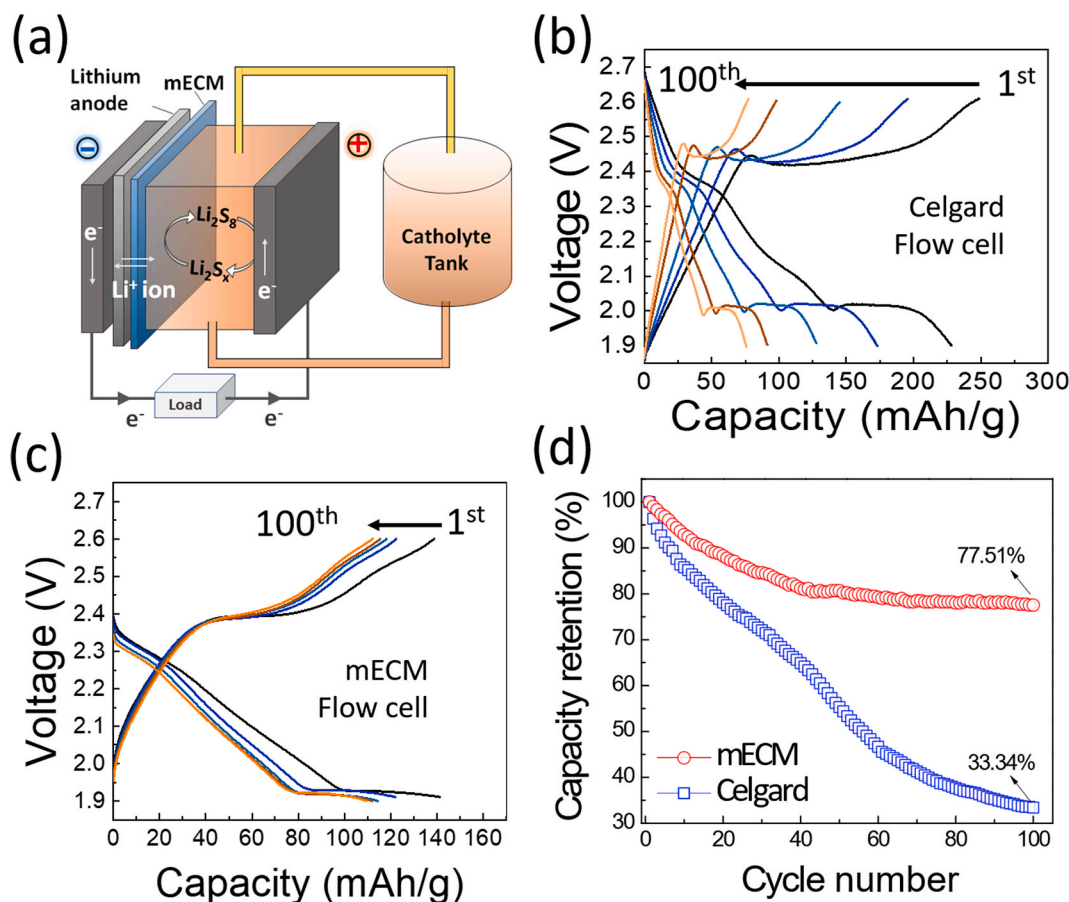 (a)
Lithium
anode
mECM
−
+
Li₂S₈
Li₂Sₓ
e⁻
Li⁺ ion
e⁻
Catholyte
Tank
Load
e⁻
e⁻
(b)
Voltage (V)
2.7
2.6
2.5
2.4
2.3
2.2
2.1
2.0
1.9
100ᵗʰ
1ˢᵗ
Celgard
Flow cell
0 50 100 150 200 250 300
Capacity (mAh/g)
(c)
Voltage (V)
2.7
2.6
2.5
2.4
2.3
2.2
2.1
2.0
1.9
100ᵗʰ
1ˢᵗ
mECM
Flow cell
0 20 40 60 80 100 120 140 160
Capacity (mAh/g)
(d)
Capacity retention (%)
100
90
80
70
60
50
40
30
77.51%
33.34%
mECM
Celgard
0 20 40 60 80 100
Cycle number